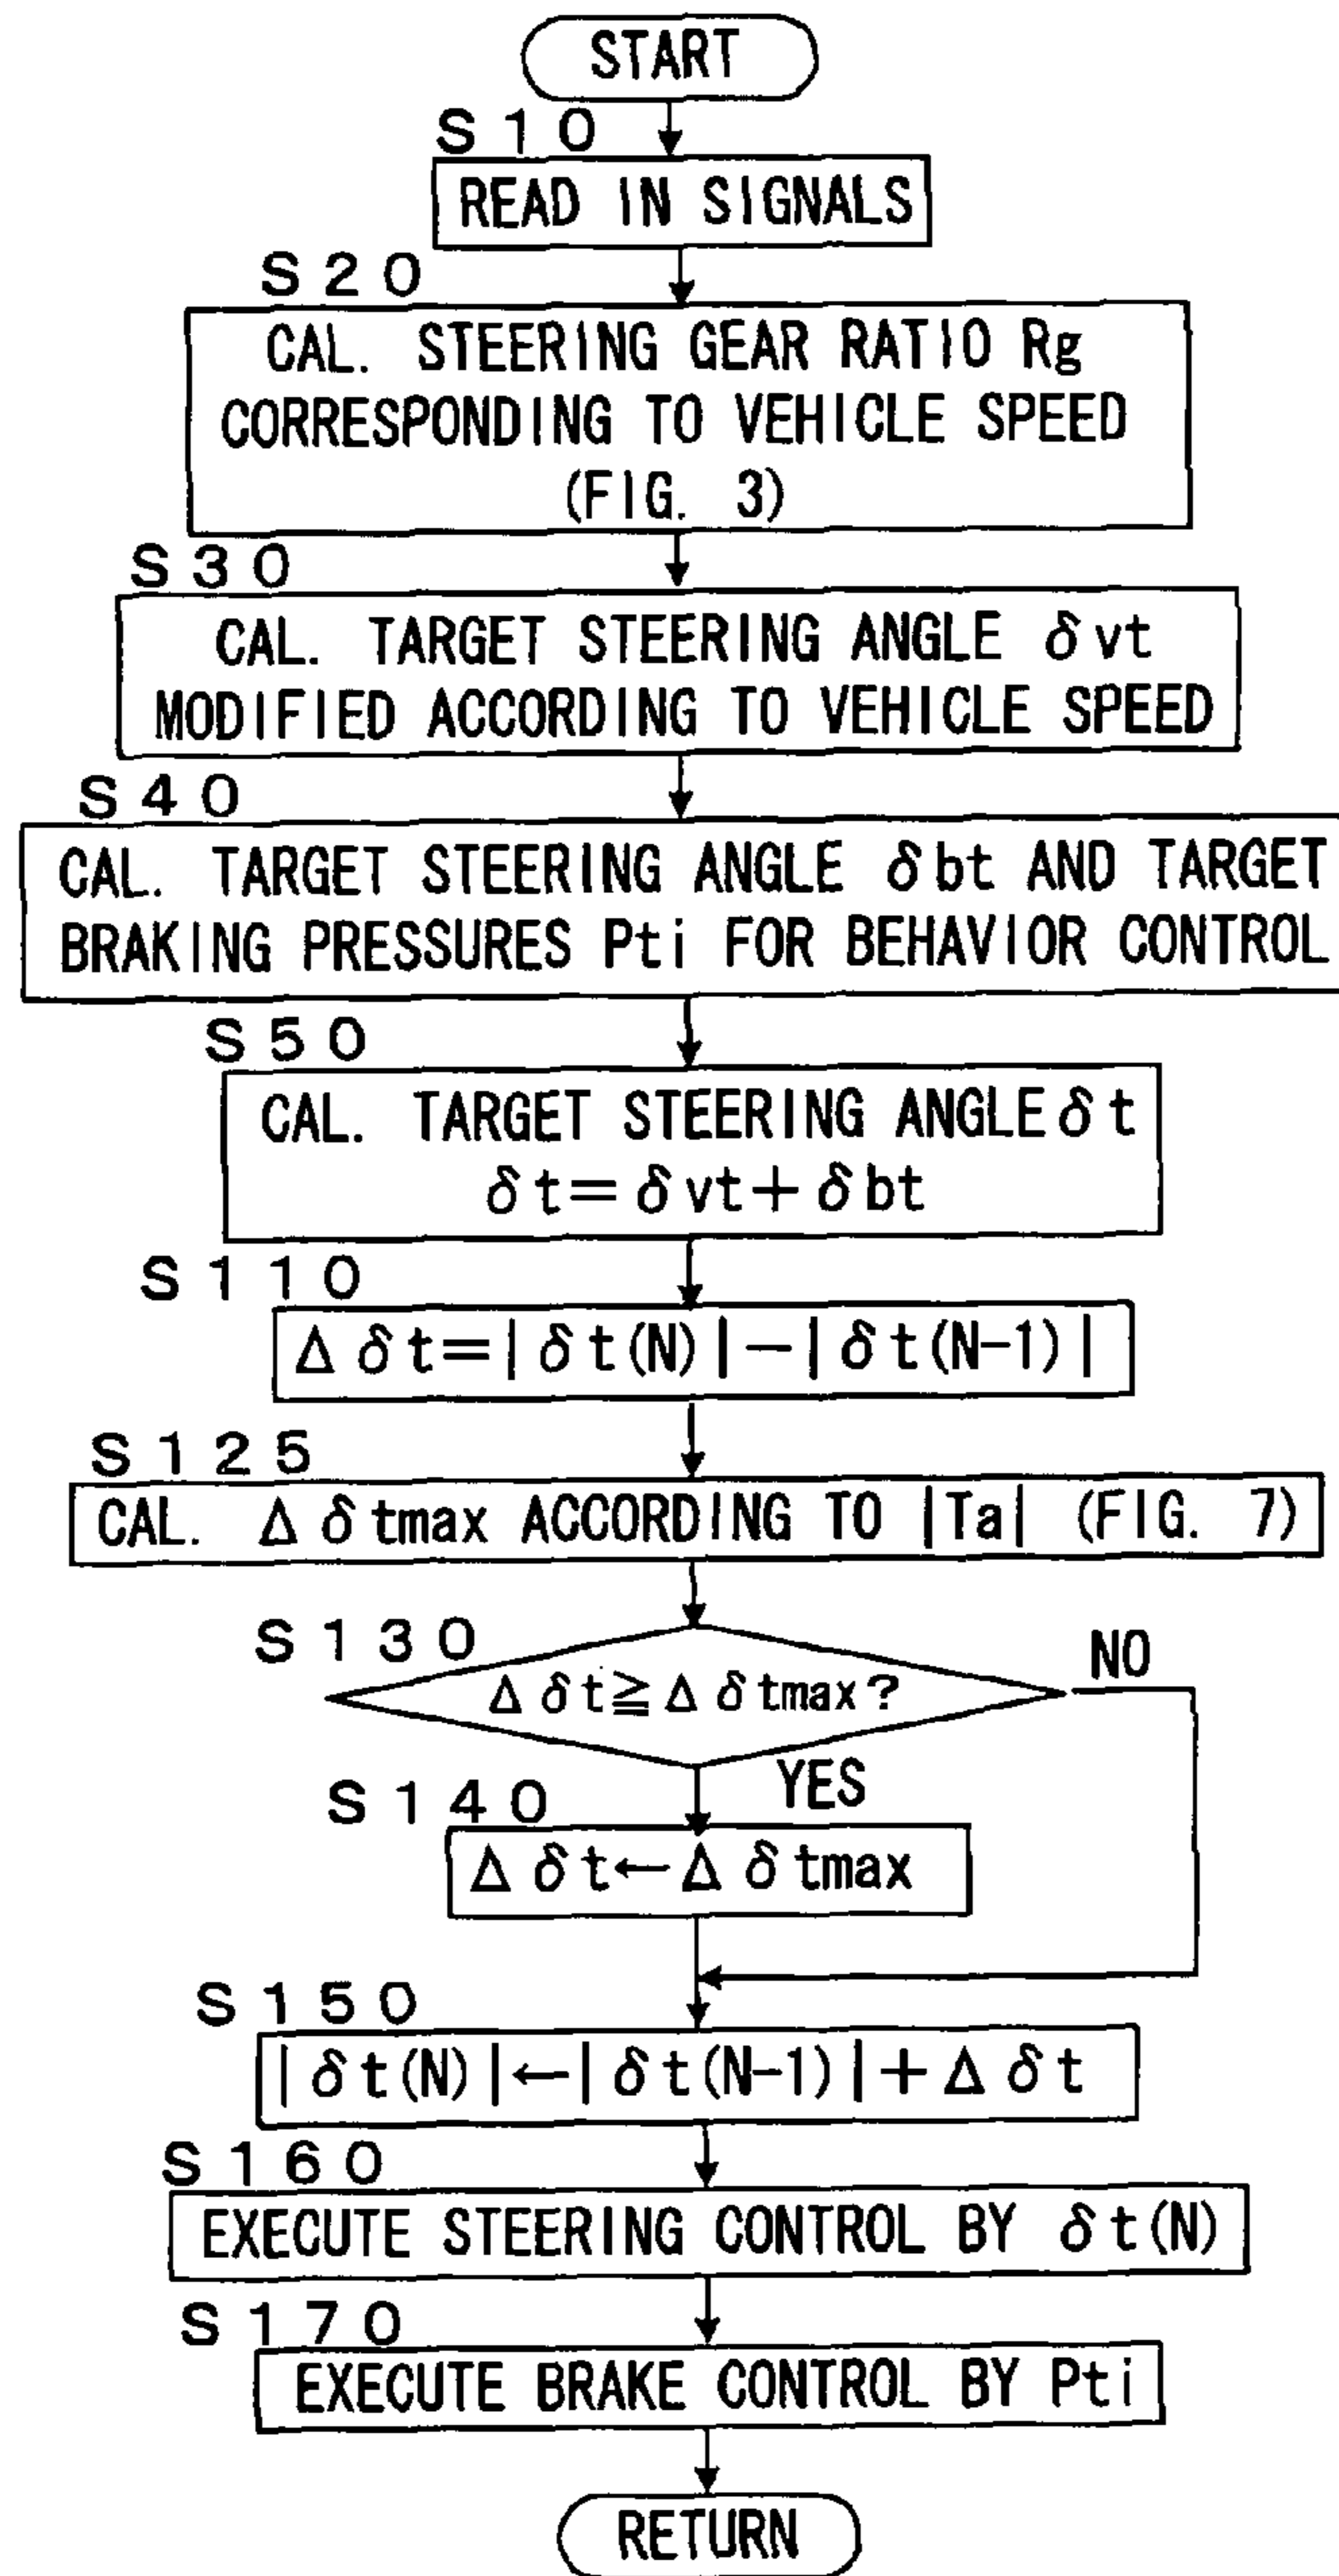 START
S10
READ IN SIGNALS
S20
CAL. STEERING GEAR RATIO Rg
CORRESPONDING TO VEHICLE SPEED
(FIG. 3)
S30
CAL. TARGET STEERING ANGLE δvt
MODIFIED ACCORDING TO VEHICLE SPEED
S40
CAL. TARGET STEERING ANGLE δbt AND TARGET
BRAKING PRESSURES Pti FOR BEHAVIOR CONTROL
S50
CAL. TARGET STEERING ANGLE δt
δt=δvt+δbt
S110
Δδt=|δt(N)|-|δt(N-1)|
S125
CAL. Δδtmax ACCORDING TO |Ta| (FIG. 7)
S130
Δδt≧Δδtmax?
NO
YES
S140
Δδt←Δδtmax
S150
|δt(N)|←|δt(N-1)|+Δδt
S160
EXECUTE STEERING CONTROL BY δt(N)
S170
EXECUTE BRAKE CONTROL BY Pti
RETURN